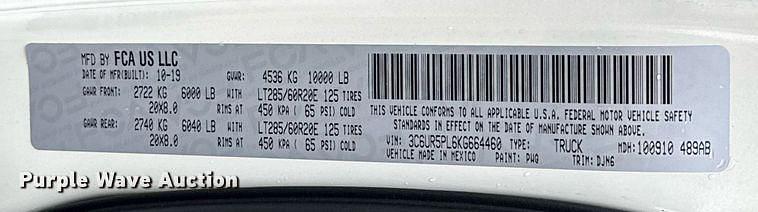 MFD BY FCA US LLC
DATE OF MFR(BUILT): 10-19 GVWR: 4536 KG 10000 LB
GAWR FRONT: 2722 KG 6000 LB WITH LT285/60R20E 125 TIRES
20X8.0 RIMS AT 450 KPA ( 65 PSI) COLD
GAWR REAR: 2740 KG 6040 LB WITH LT285/60R20E 125 TIRES
20X8.0 RIMS AT 450 KPA ( 65 PSI) COLD
THIS VEHICLE CONFORMS TO ALL APPLICABLE U.S.A. FEDERAL MOTOR VEHICLE SAFETY
STANDARDS IN EFFECT ON THE DATE OF MANUFACTURE SHOWN ABOVE.
VIN: 3C6UR5PL6KG664460 TYPE: TRUCK MDH:100910 489AB
VEHICLE MADE IN MEXICO PAINT: PWG TRIM: DJN6
Purple Wave Auction